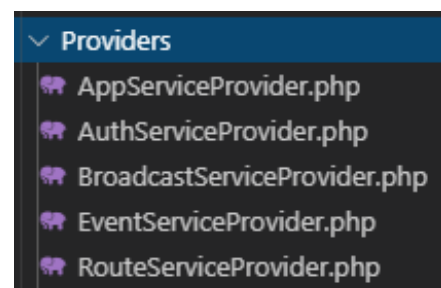 Providers
AppServiceProvider.php
AuthServiceProvider.php
BroadcastServiceProvider.php
EventServiceProvider.php
RouteServiceProvider.php